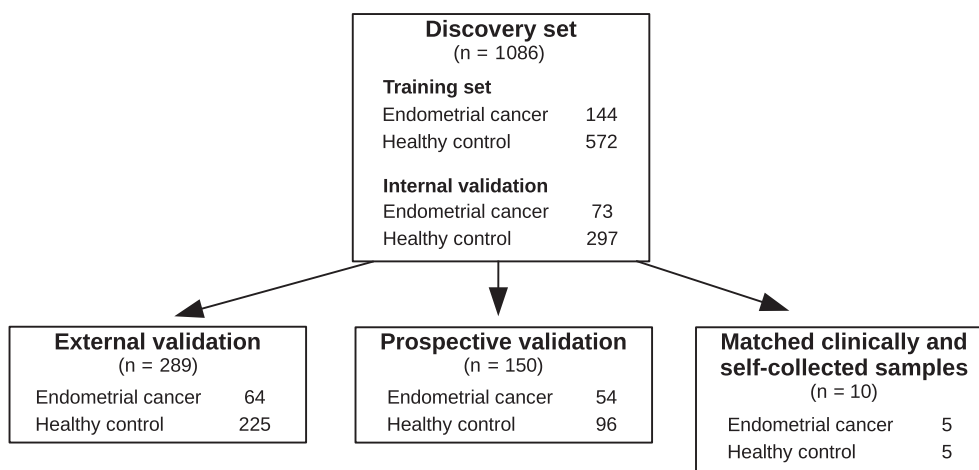 Discovery set
(n = 1086)
Training set
Endometrial cancer 144
Healthy control 572
Internal validation
Endometrial cancer 73
Healthy control 297
External validation
(n = 289)
Endometrial cancer 64
Healthy control 225
Prospective validation
(n = 150)
Endometrial cancer 54
Healthy control 96
Matched clinically and
self-collected samples
(n = 10)
Endometrial cancer 5
Healthy control 5